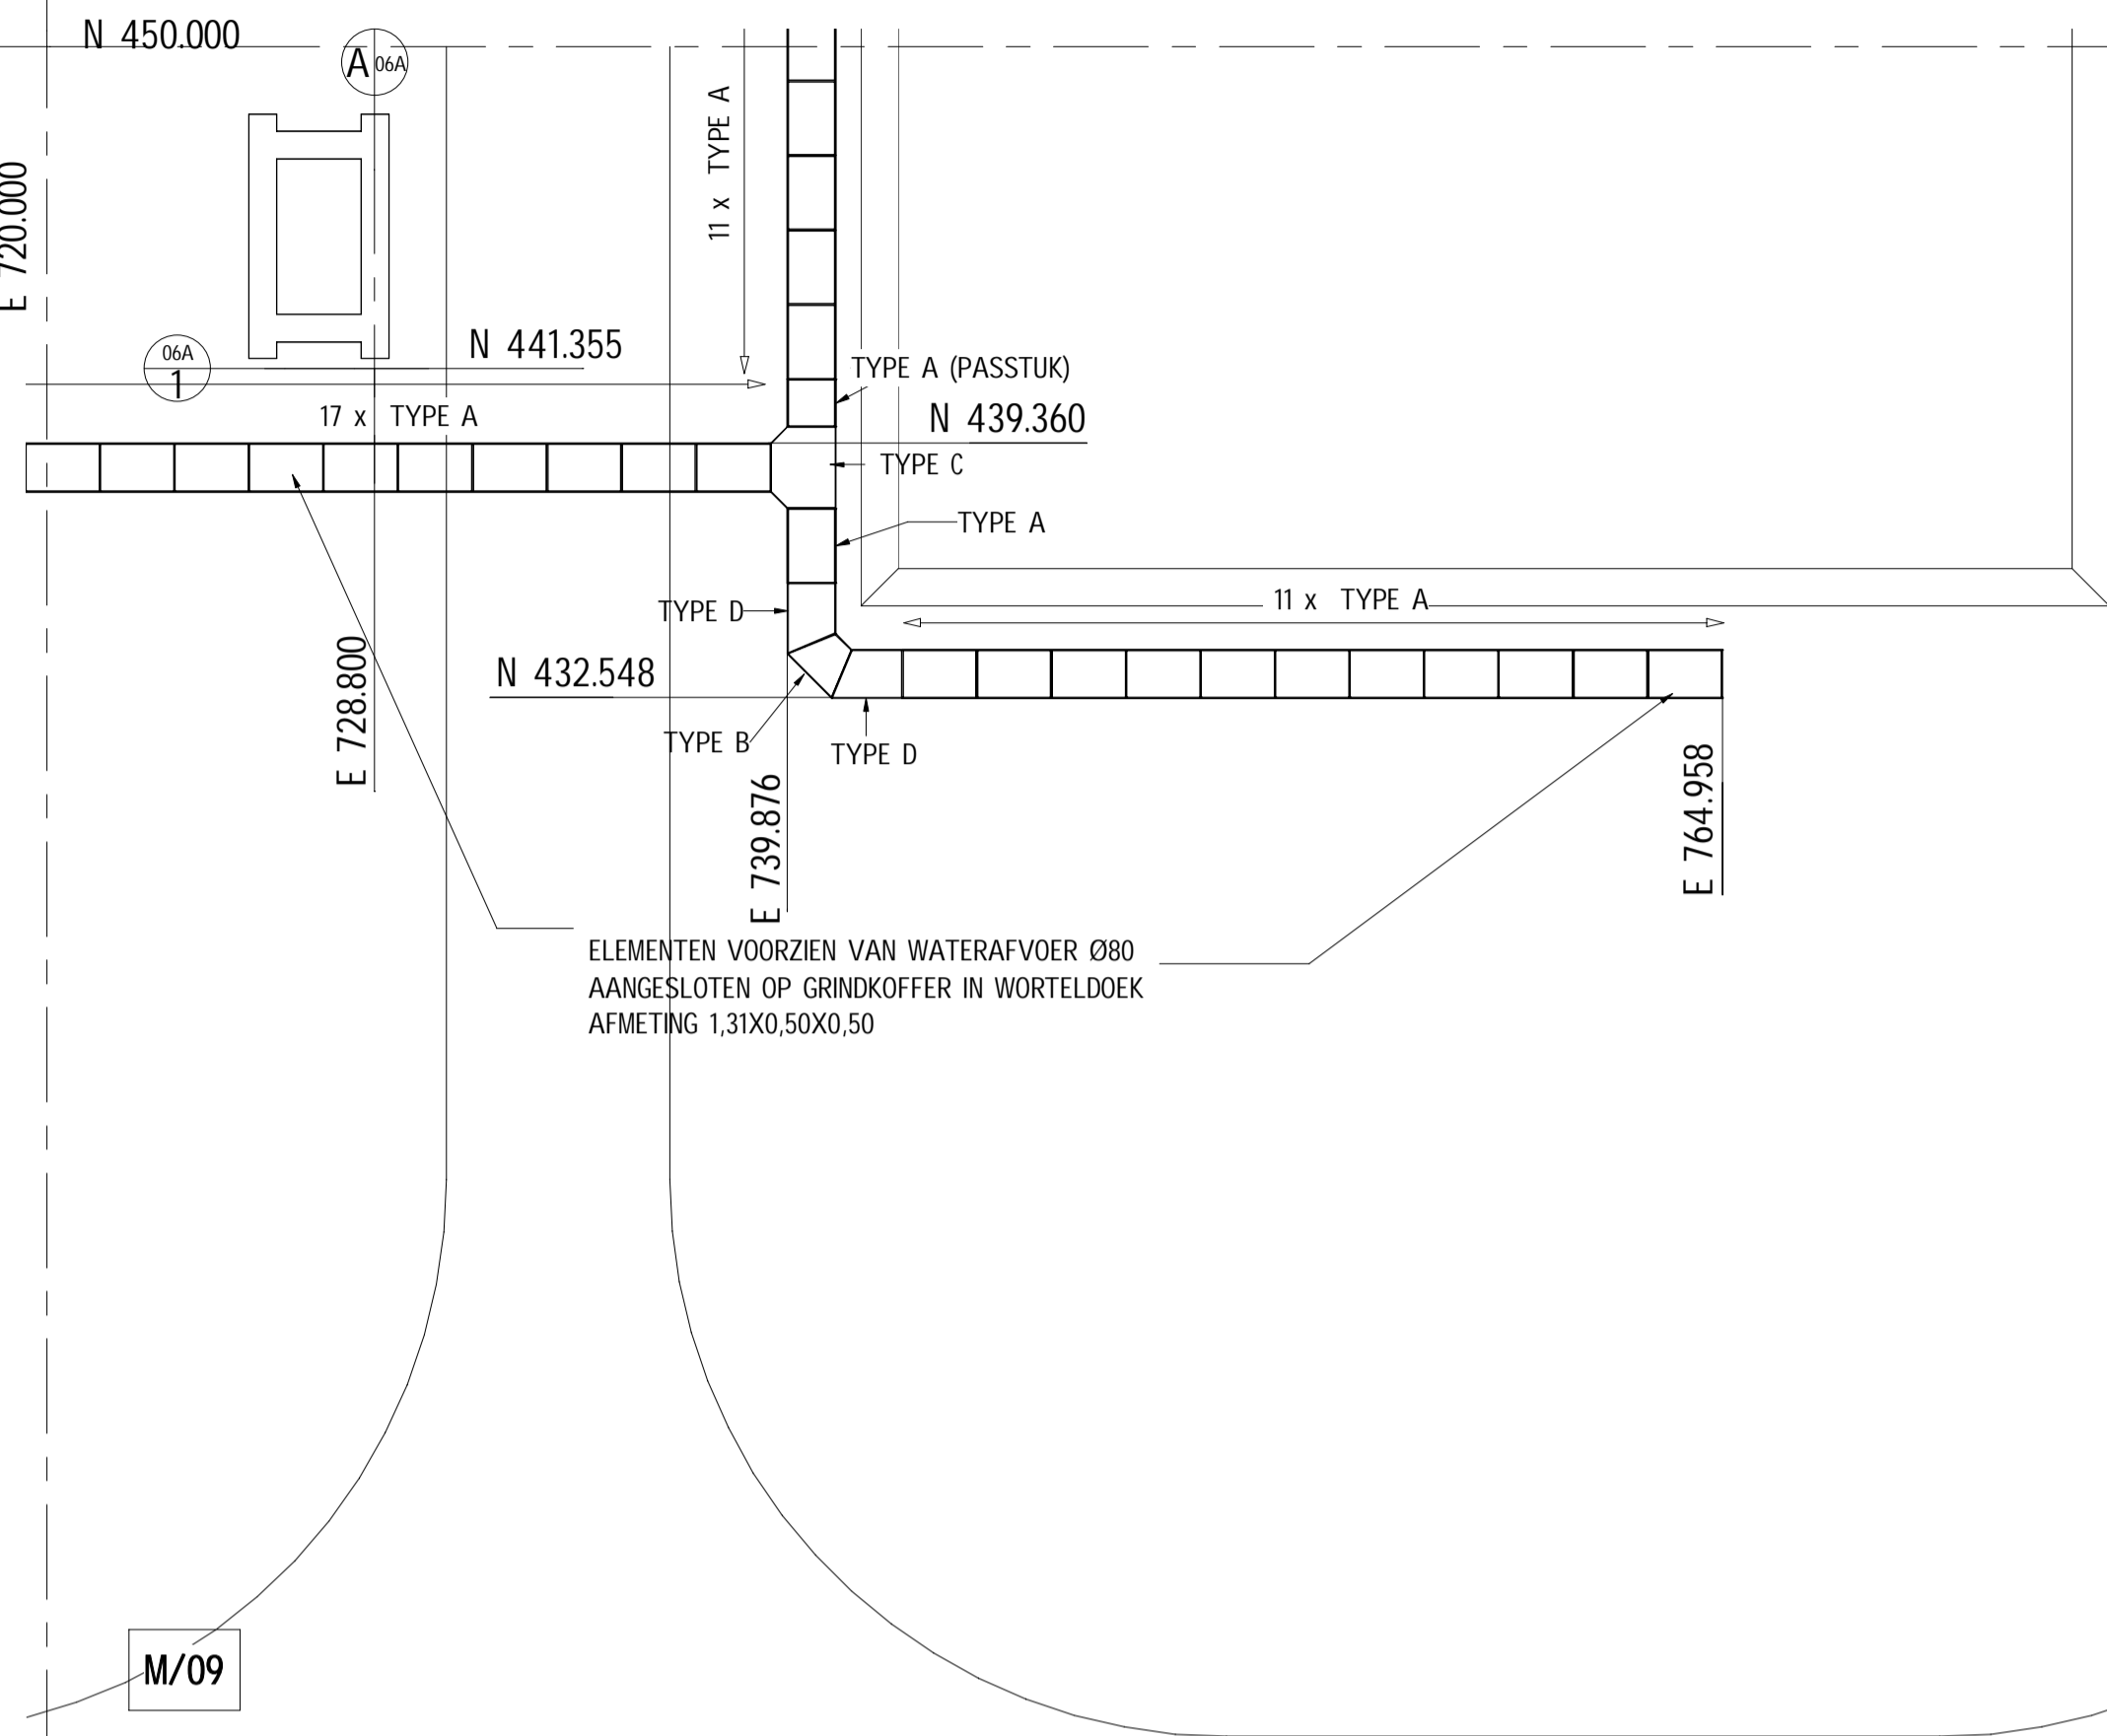 N 450.000
A 06A
E 720.000
11 x TYPE A
N 441.355
06A
1
TYPE A (PASSTUK)
17 x TYPE A
N 439.360
TYPE C
TYPE A
11 x TYPE A
TYPE D
N 432.548
E 728.800
TYPE B
TYPE D
E 739.876
E 764.958
ELEMENTEN VOORZIEN VAN WATERAFVOER Ø80
AANGESLOTEN OP GRINDKOFFER IN WORTELDOEK
AFMETING 1,31X0,50X0,50
M/09